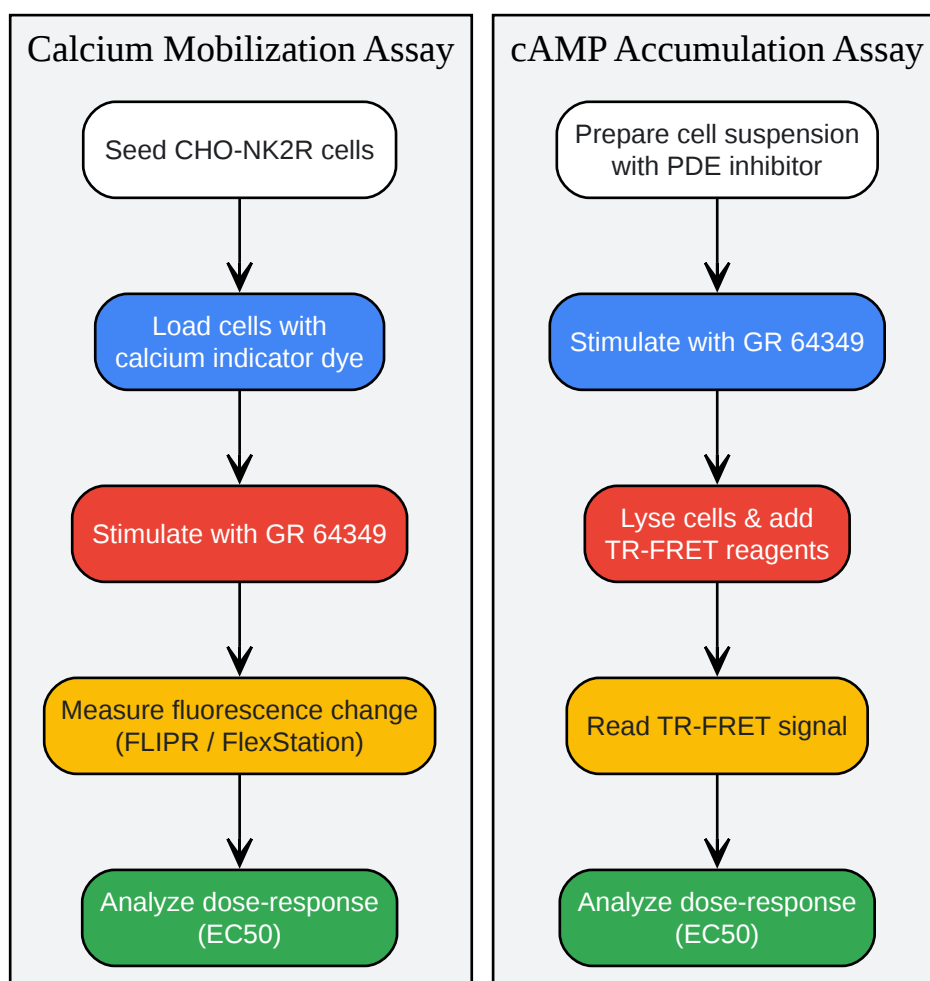 Calcium Mobilization Assay
Seed CHO-NK2R cells
Load cells with
calcium indicator dye
Stimulate with GR 64349
Measure fluorescence change
(FLIPR / FlexStation)
Analyze dose-response
(EC50)
cAMP Accumulation Assay
Prepare cell suspension
with PDE inhibitor
Stimulate with GR 64349
Lyse cells & add
TR-FRET reagents
Read TR-FRET signal
Analyze dose-response
(EC50)